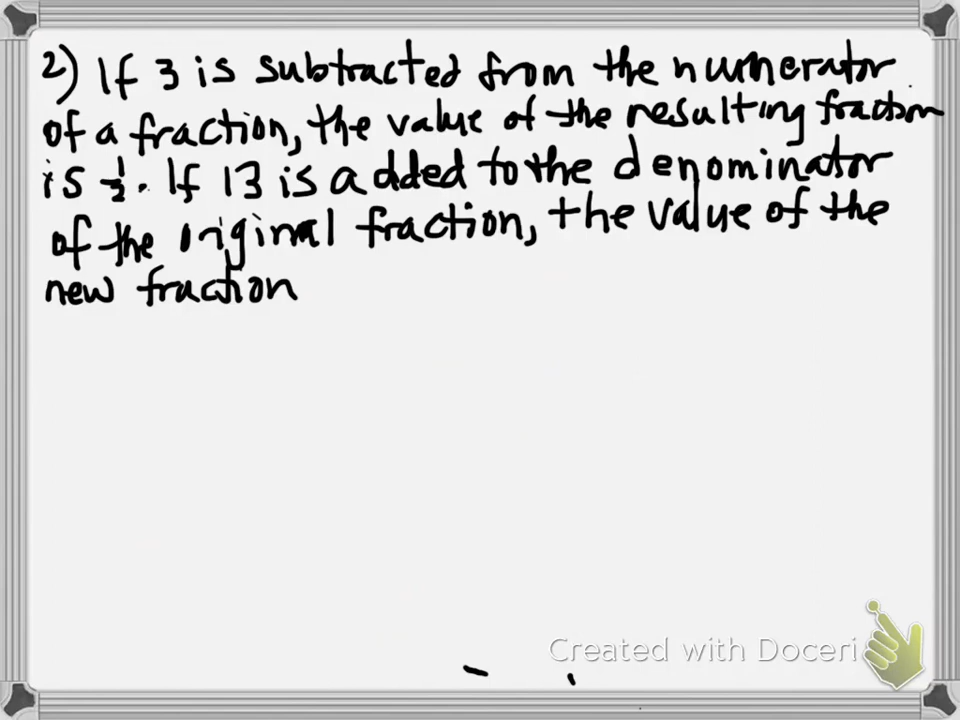 2) If 3 is subtracted from the numerator
of a fraction, the value of the resulting fraction
is 1/2. If 13 is added to the denominator
of the original fraction, the value of the
new fraction
Created with Doceri